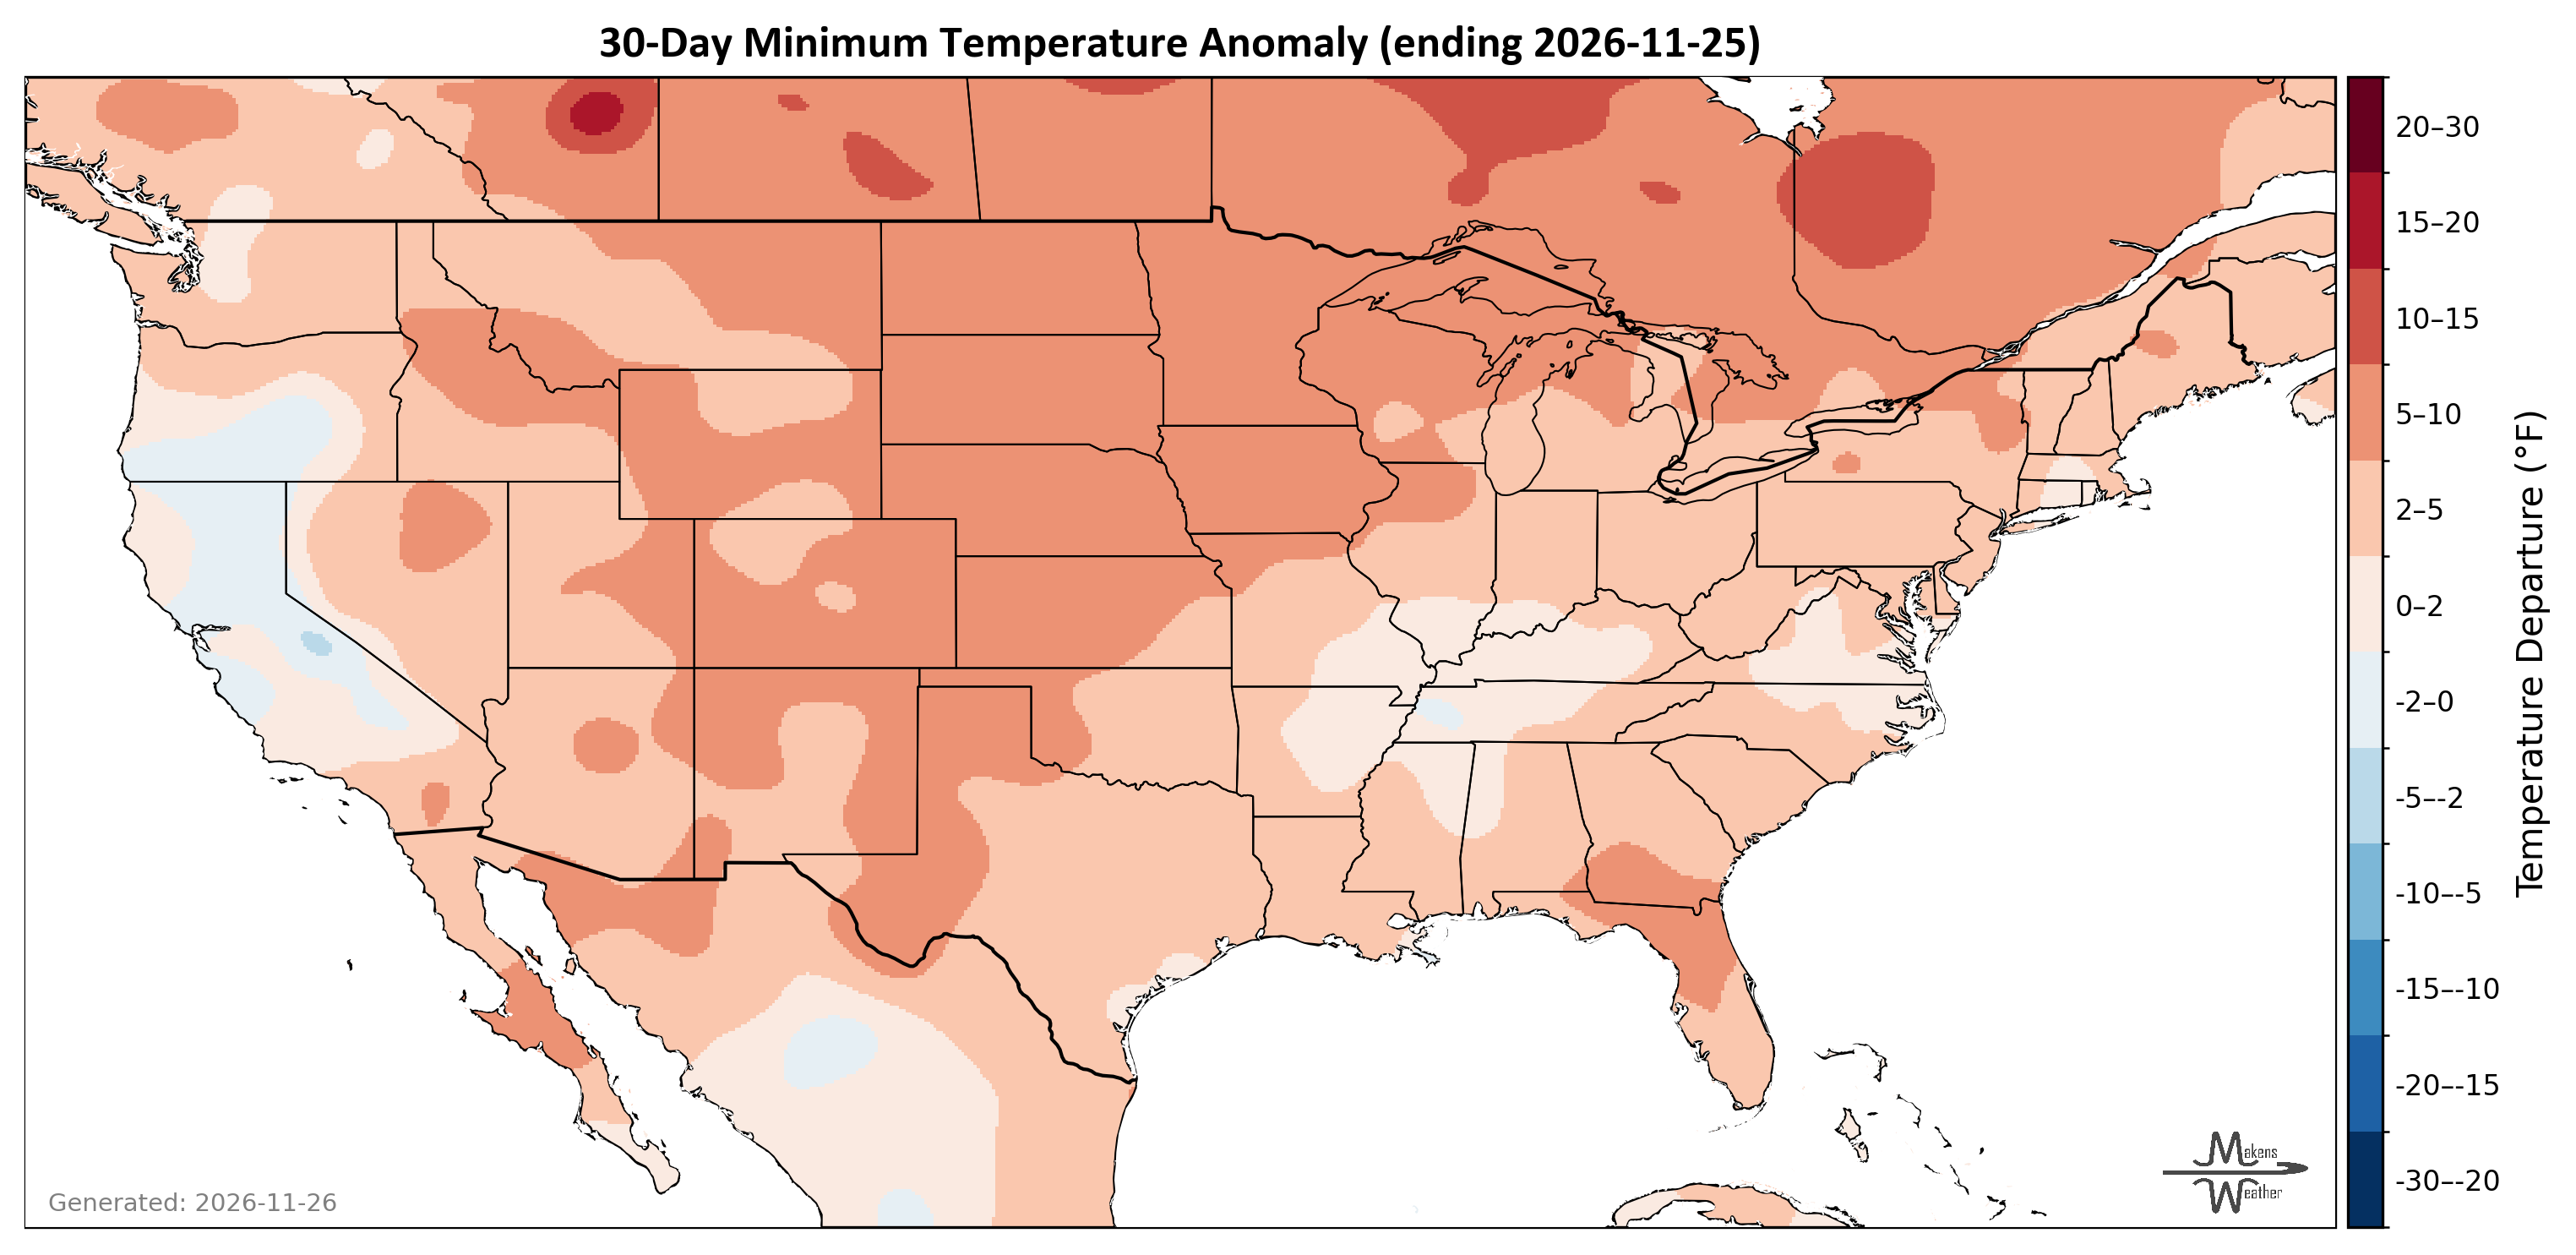 30-Day Minimum Temperature Anomaly (ending 2026-11-25)
20–30
15–20
10–15
5–10
2–5
0–2
-2–0
-5–-2
-10–-5
-15–-10
-20–-15
-30–-20
Temperature Departure (°F)
Generated: 2026-11-26
Makens
Weather